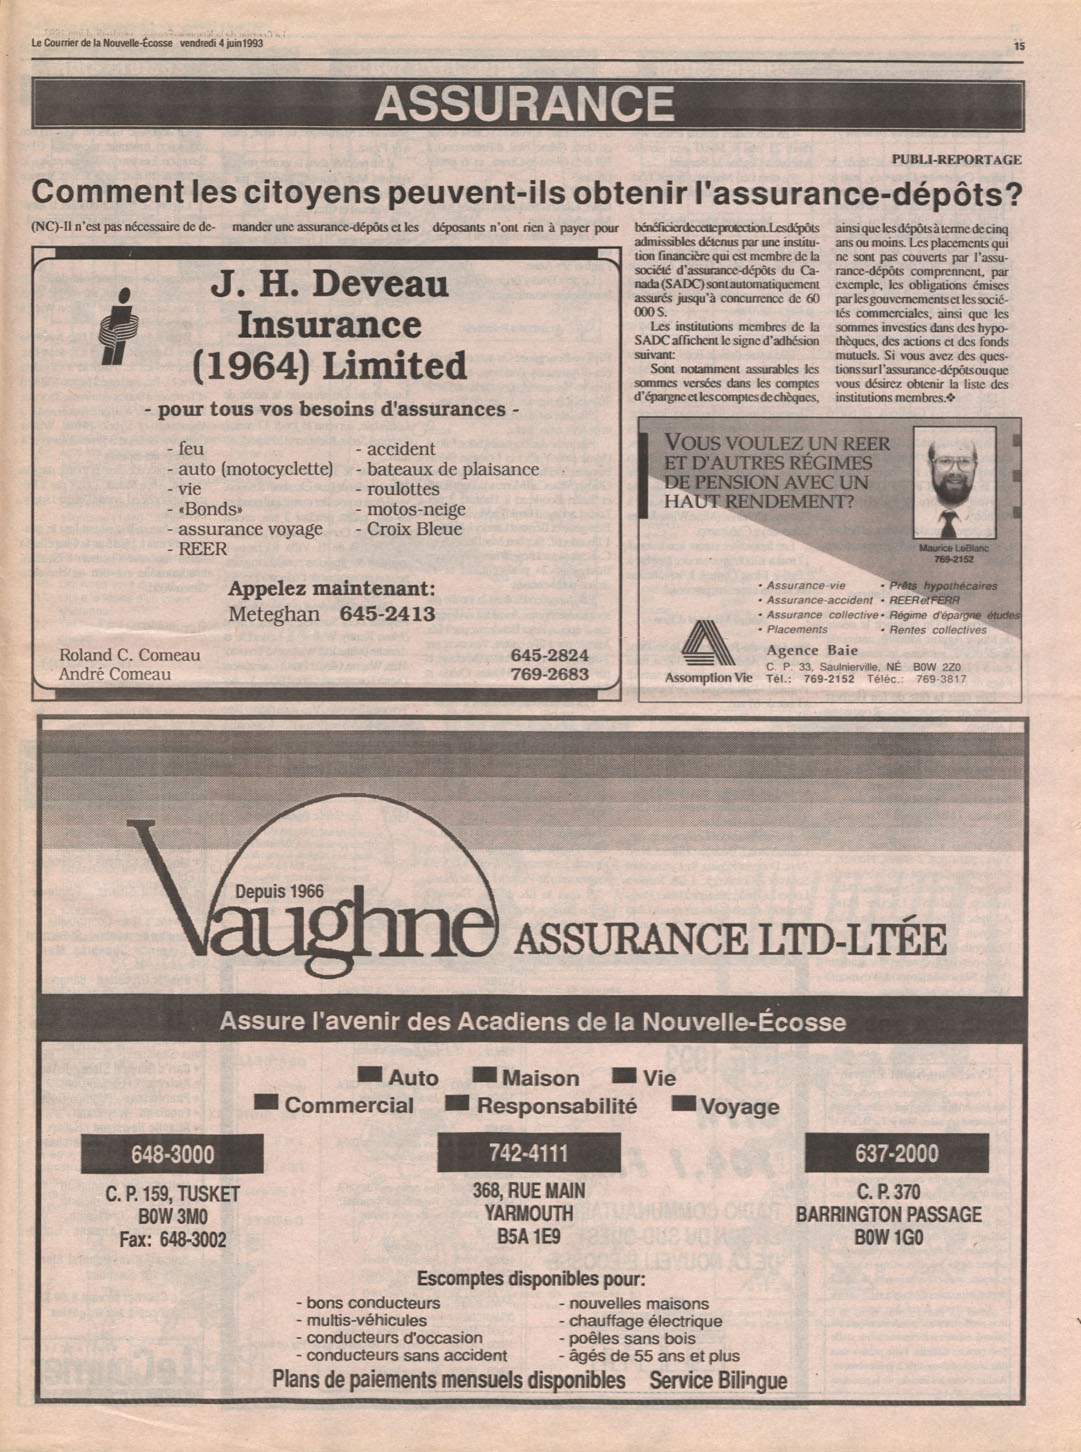 Le Courrier de la Nouvelle-Écosse vendredi 4 juin 1993
15
ASSURANCE
PUBLI-REPORTAGE
Comment les citoyens peuvent-ils obtenir l'assurance-dépôts?
(NC)-Il n'est pas nécessaire de de-
mander une assurance-dépôts et les
déposants n'ont rien à payer pour
bénéficier de cette protection. Les dépôts
admissibles détenus par une institu-
tion financière qui est membre de la
société d'assurance-dépôts du Ca-
nada (SADC) sont automatiquement
assurés jusqu'à concurrence de 60
000 S.
Les institutions membres de la
SADC affichent le signe d'adhésion
suivant:
Sont notamment assurables les
sommes versées dans les comptes
d'épargne et les comptes de chèques,
ainsi que les dépôts à terme de cinq
ans ou moins. Les placements qui
ne sont pas couverts par l'assu-
rance-dépôts comprennent, par
exemple, les obligations émises
par les gouvernements et les socié-
tés commerciales, ainsi que les
sommes investies dans des hypo-
thèques, des actions et des fonds
mutuels. Si vous avez des ques-
tions sur l'assurance-dépôts ou que
vous désirez obtenir la liste des
institutions membres.❖
J. H. Deveau
Insurance
(1964) Limited
- pour tous vos besoins d'assurances -
- feu
- auto (motocyclette)
- vie
- «Bonds»
- assurance voyage
- REER
- accident
- bateaux de plaisance
- roulottes
- motos-neige
- Croix Bleue
Appelez maintenant:
Meteghan 645-2413
Roland C. Comeau 645-2824
André Comeau 769-2683
VOUS VOULEZ UN REER
ET D'AUTRES RÉGIMES
DE PENSION AVEC UN
HAUT RENDEMENT?
Maurice LeBlanc
769-2152
• Assurance-vie
• Assurance-accident
• Assurance collective
• Placements
• Prêts hypothécaires
• REER et FERR
• Régime d'épargne études
• Rentes collectives
Assomption Vie
Agence Baie
C. P. 33, Saulnierville, NÉ B0W 2Z0
Tél.: 769-2152 Téléc.: 769-3817
Depuis 1966
Vaughne ASSURANCE LTD-LTÉE
Assure l'avenir des Acadiens de la Nouvelle-Écosse
Auto Maison Vie
Commercial Responsabilité Voyage
648-3000
C. P. 159, TUSKET
B0W 3M0
Fax: 648-3002
742-4111
368, RUE MAIN
YARMOUTH
B5A 1E9
637-2000
C. P. 370
BARRINGTON PASSAGE
B0W 1G0
Escomptes disponibles pour:
- bons conducteurs
- multis-véhicules
- conducteurs d'occasion
- conducteurs sans accident
- nouvelles maisons
- chauffage électrique
- poêles sans bois
- âgés de 55 ans et plus
Plans de paiements mensuels disponibles Service Bilingue